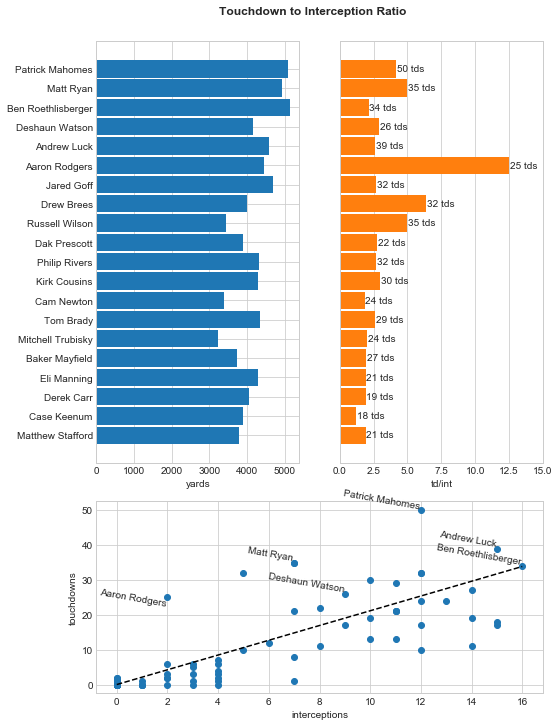 Touchdown to Interception Ratio
Patrick Mahomes
Matt Ryan
Ben Roethlisberger
Deshaun Watson
Andrew Luck
Aaron Rodgers
Jared Goff
Drew Brees
Russell Wilson
Dak Prescott
Philip Rivers
Kirk Cousins
Cam Newton
Tom Brady
Mitchell Trubisky
Baker Mayfield
Eli Manning
Derek Carr
Case Keenum
Matthew Stafford
0 1000 2000 3000 4000 5000
yards
50 tds
35 tds
34 tds
26 tds
39 tds
25 tds
32 tds
32 tds
35 tds
22 tds
32 tds
30 tds
24 tds
29 tds
24 tds
27 tds
21 tds
19 tds
18 tds
21 tds
0.0 2.5 5.0 7.5 10.0 12.5 15.0
td/int
touchdowns
50
40
30
20
10
0
Patrick Mahomes
Andrew Luck
Matt Ryan
Ben Roethlisberger
Deshaun Watson
Aaron Rodgers
0 2 4 6 8 10 12 14 16
interceptions